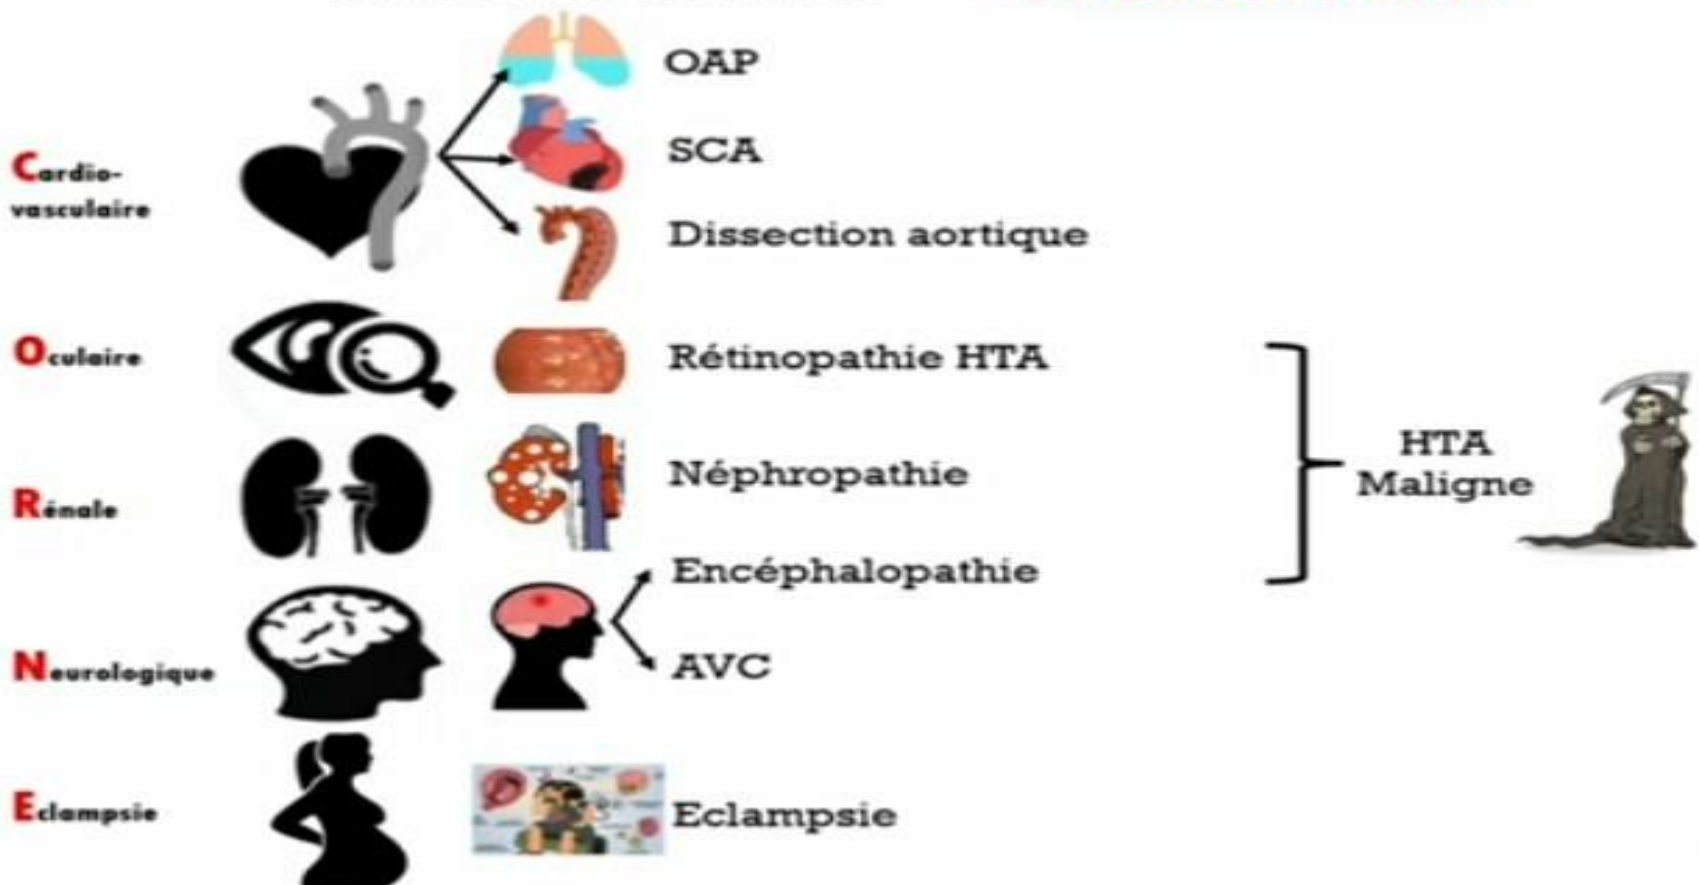 OAP
SCA
Cardio-
vasculaire
Dissection aortique
Oculaire
Rétinopathie HTA
HTA
Maligne
Néphropathie
Rénale
Encéphalopathie
Neurologique
AVC
Eclampsie
Eclampsie